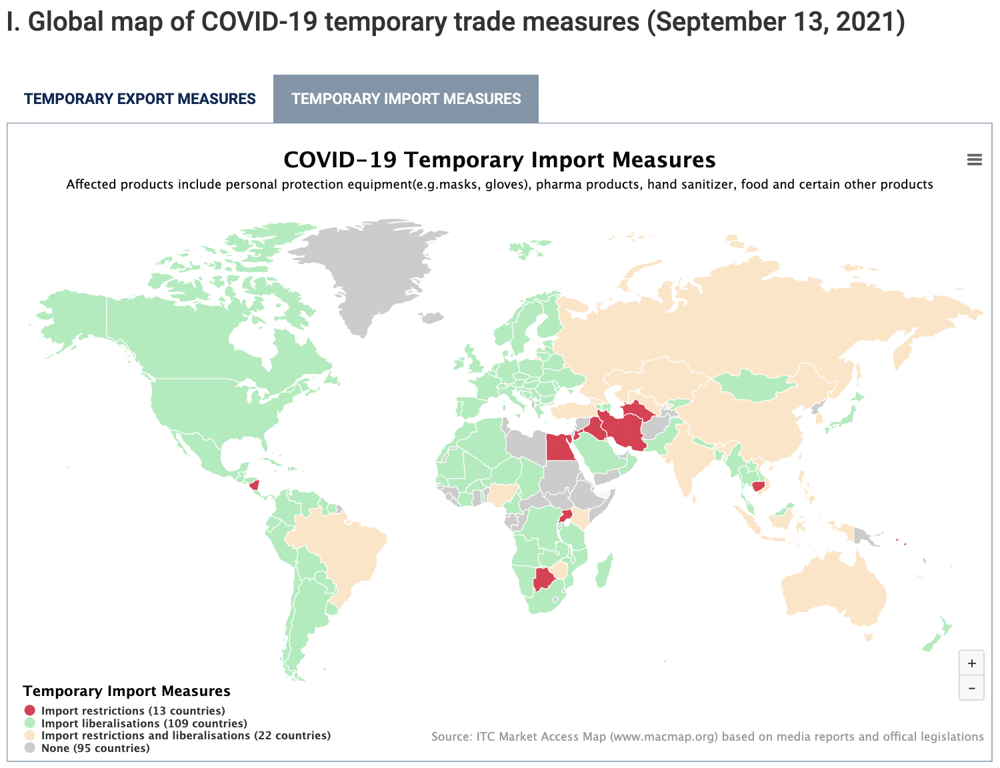 I. Global map of COVID-19 temporary trade measures (September 13, 2021)
TEMPORARY EXPORT MEASURES
TEMPORARY IMPORT MEASURES
COVID-19 Temporary Import Measures
Affected products include personal protection equipment(e.g.masks, gloves), pharma products, hand sanitizer, food and certain other products
+
-
Temporary Import Measures
Import restrictions (13 countries)
Import liberalisations (109 countries)
Import restrictions and liberalisations (22 countries)
None (95 countries)
Source: ITC Market Access Map (www.macmap.org) based on media reports and offical legislations